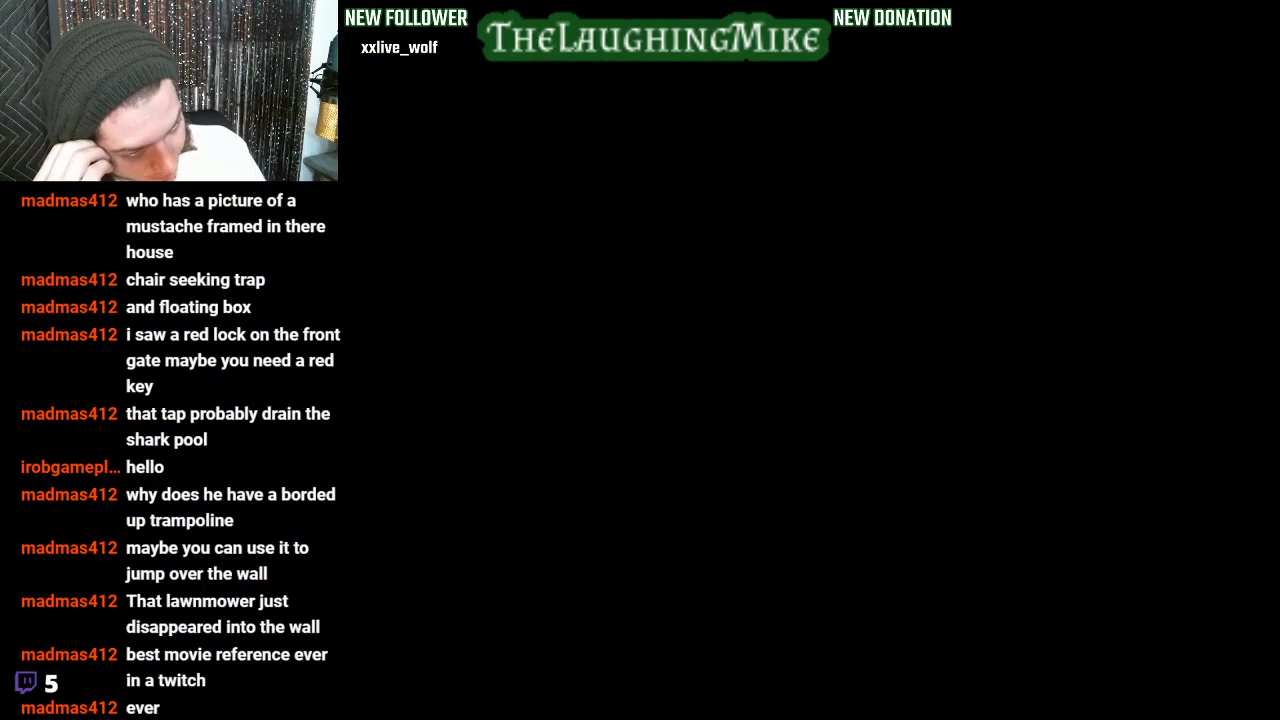 NEW FOLLOWER
xxlive_wolf
THELAUGHINGMIKE
NEW DONATION
madmas412 who has a picture of a
mustache framed in there
house
madmas412 chair seeking trap
madmas412 and floating box
madmas412 i saw a red lock on the front
gate maybe you need a red
key
madmas412 that tap probably drain the
shark pool
irobgamepl... hello
madmas412 why does he have a borded
up trampoline
madmas412 maybe you can use it to
jump over the wall
madmas412 That lawnmower just
disappeared into the wall
madmas412 best movie reference ever
in a twitch
5
madmas412 ever